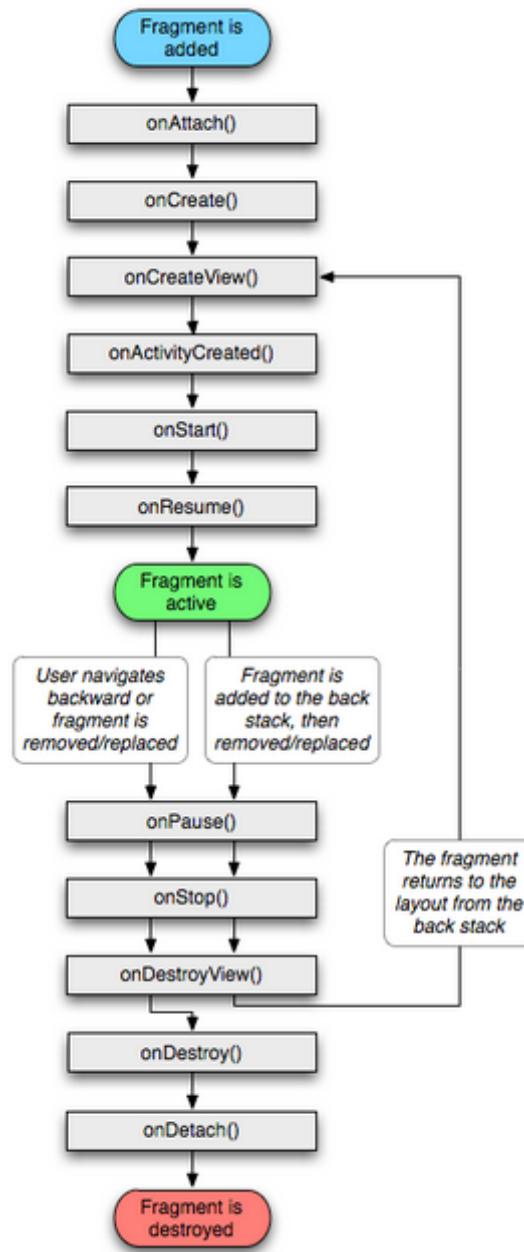 Fragment is
added
onAttach()
onCreate()
onCreateView()
onActivityCreated()
onStart()
onResume()
Fragment is
active
User navigates
backward or
fragment is
removed/replaced
Fragment is
added to the back
stack, then
removed/replaced
onPause()
onStop()
onDestroyView()
The fragment
returns to the
layout from the
back stack
onDestroy()
onDetach()
Fragment is
destroyed